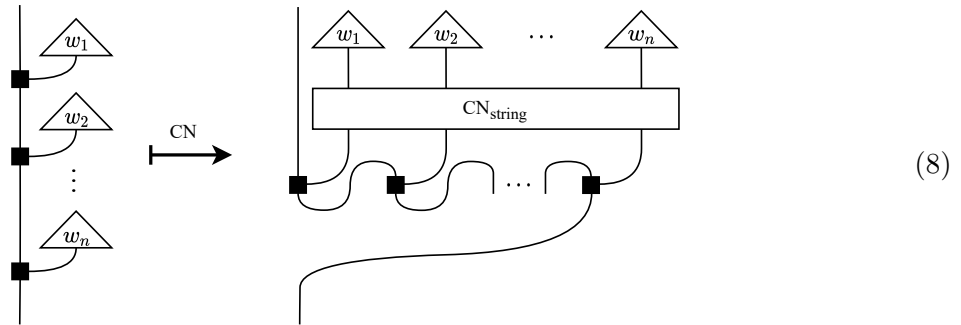 w₁ w₁ w₂ ⋯ wₙ
w₂ CN CNstring
⋮ ⋯ (8)
wₙ